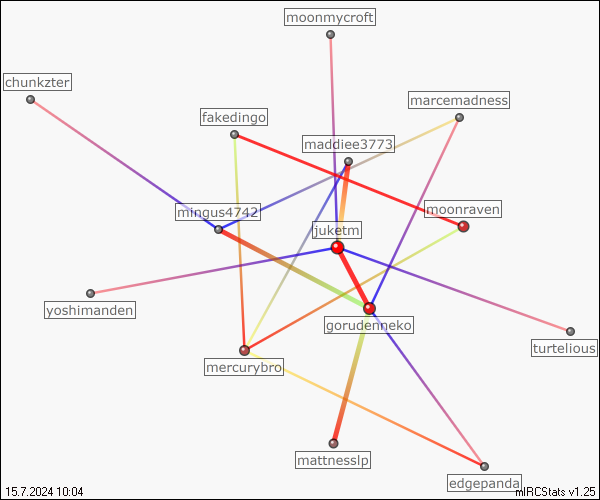 moonmycroft
chunkzter
marcemadness
fakedingo
maddiee3773
mingus4742
moonraven
juketm
yoshimanden
gorudenneko
turtelious
mercurybro
mattnesslp
edgepanda
15.7.2024 10:04
mIRCStats v1.25